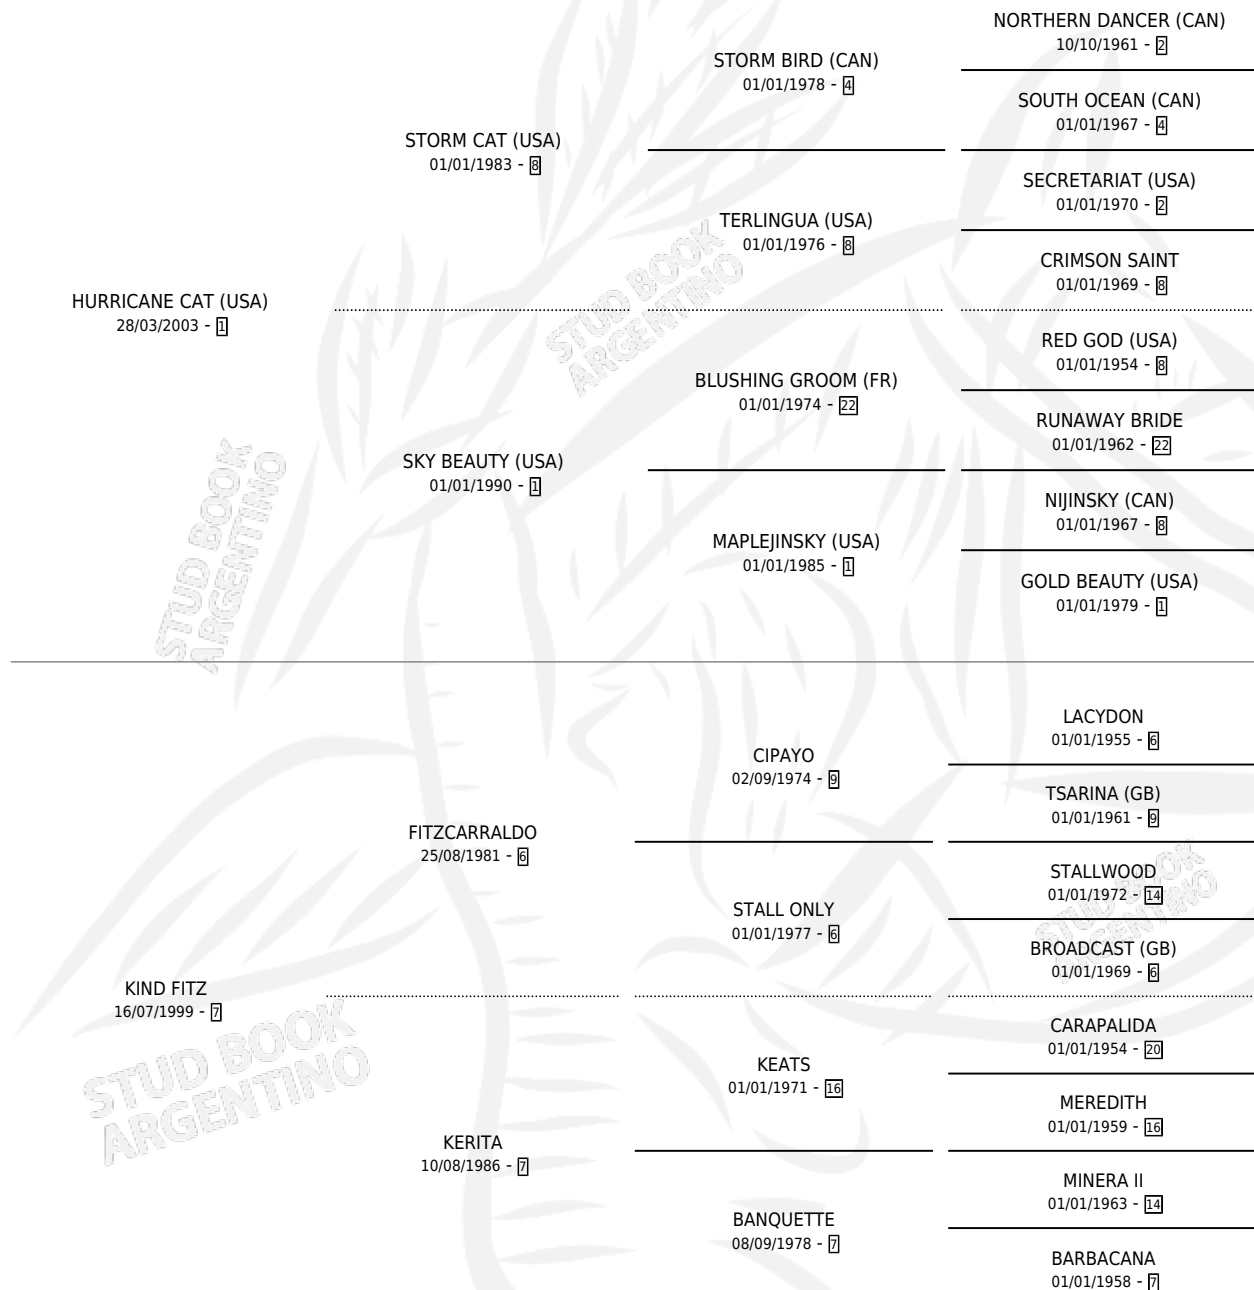 NORTHERN DANCER (CAN)
10/10/1961 - 2
STORM BIRD (CAN)
01/01/1978 - 4
SOUTH OCEAN (CAN)
01/01/1967 - 4
STORM CAT (USA)
01/01/1983 - 8
SECRETARIAT (USA)
01/01/1970 - 2
TERLINGUA (USA)
01/01/1976 - 8
CRIMSON SAINT
01/01/1969 - 8
HURRICANE CAT (USA)
28/03/2003 - 1
STUD BOOK
ARGENTINO
RED GOD (USA)
01/01/1954 - 8
BLUSHING GROOM (FR)
01/01/1974 - 22
RUNAWAY BRIDE
01/01/1962 - 22
SKY BEAUTY (USA)
01/01/1990 - 1
NIJINSKY (CAN)
01/01/1967 - 8
MAPLEJINSKY (USA)
01/01/1985 - 1
GOLD BEAUTY (USA)
01/01/1979 - 1
STUD BOOK
ARGENTINO
LACYDON
01/01/1955 - 6
CIPAYO
02/09/1974 - 9
TSARINA (GB)
01/01/1961 - 9
FITZCARRALDO
25/08/1981 - 6
STALLWOOD
01/01/1972 - 14
STALL ONLY
01/01/1977 - 6
BROADCAST (GB)
01/01/1969 - 6
STUD BOOK
ARGENTINO
KIND FITZ
16/07/1999 - 7
CARAPALIDA
01/01/1954 - 20
KEATS
01/01/1971 - 16
MEREDITH
01/01/1959 - 16
STUD BOOK
ARGENTINO
KERITA
10/08/1986 - 7
MINERA II
01/01/1963 - 14
BANQUETTE
08/09/1978 - 7
BARBACANA
01/01/1958 - 7